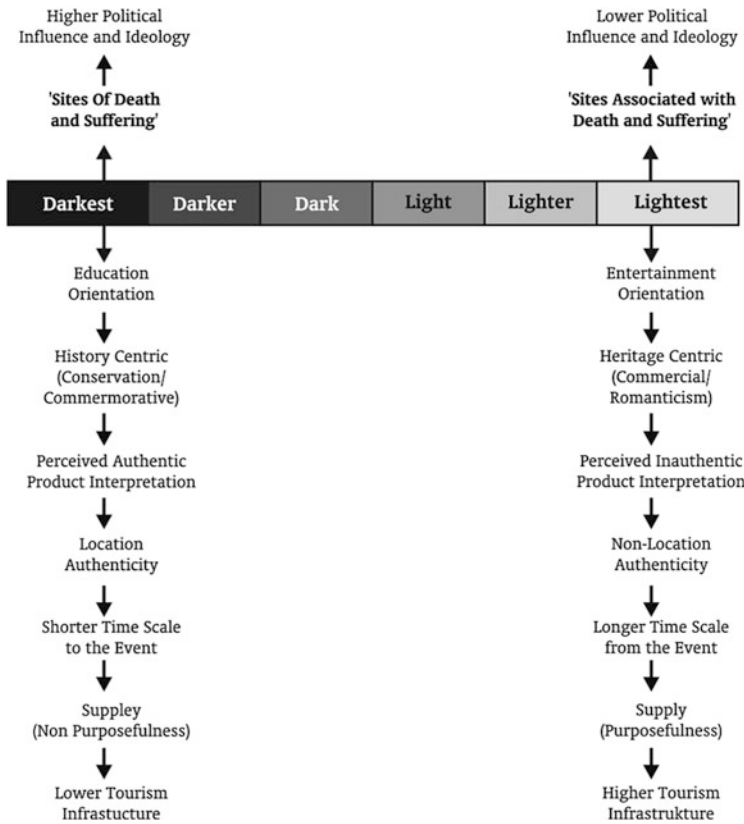 Higher Political
Influence and Ideology
Lower Political
Influence and Ideology
'Sites Of Death
and Suffering'
'Sites Associated with
Death and Suffering'
Darkest Darker Dark Light Lighter Lightest
Education
Orientation
Entertainment
Orientation
History Centric
(Conservation/
Commermorative)
Heritage Centric
(Commercial/
Romanticism)
Perceived Authentic
Product Interpretation
Perceived Inauthentic
Product Interpretation
Location
Authenticity
Non-Location
Authenticity
Shorter Time Scale
to the Event
Longer Time Scale
from the Event
Suppley
(Non Purposefulness)
Supply
(Purposefulness)
Lower Tourism
Infrastucture
Higher Tourism
Infrastrukture